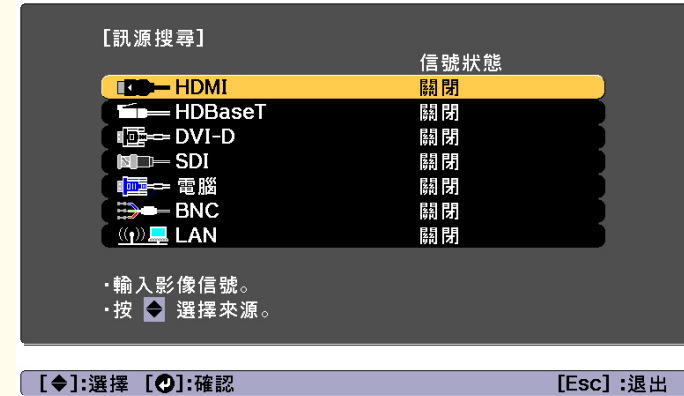 [訊源搜尋]
信號狀態
HDMI 關閉
HDBaseT 關閉
DVI-D 關閉
SDI 關閉
電腦 關閉
BNC 關閉
LAN 關閉
·輸入影像信號。
·按 選擇來源。
[◆]:選擇 [↵]:確認 [Esc] :退出